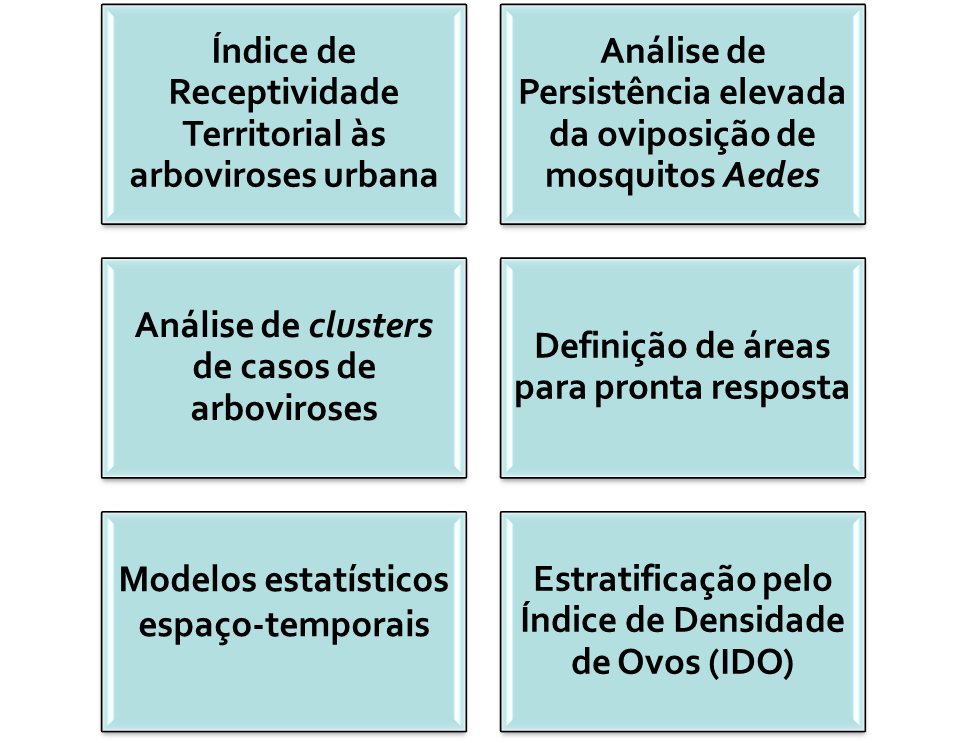 Índice de
Receptividade
Territorial às
arboviroses urbana
Análise de
Persistência elevada
da oviposição de
mosquitos Aedes
Análise de clusters
de casos de
arboviroses
Definição de áreas
para pronta resposta
Modelos estatísticos
espaço-temporais
Estratificação pelo
Índice de Densidade
de Ovos (IDO)